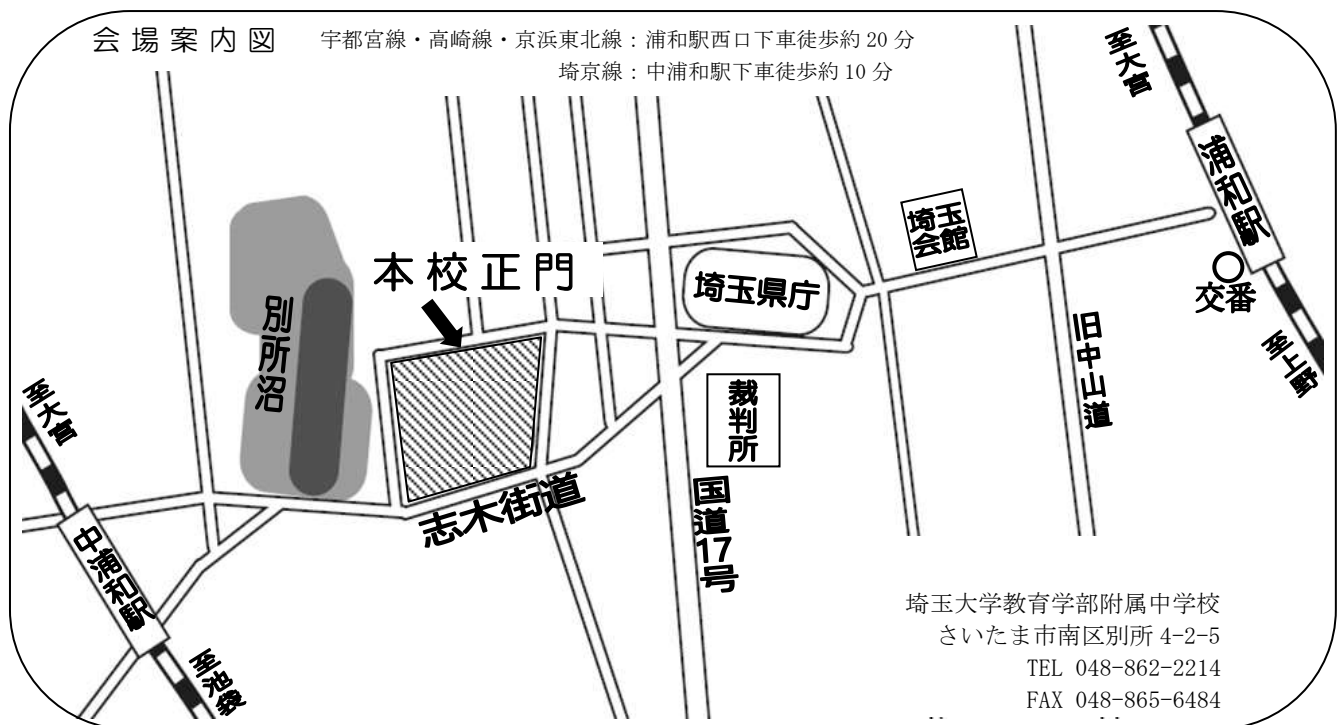 会場案内図
宇都宮線・高崎線・京浜東北線：浦和駅西口下車徒歩約 20 分
埼京線：中浦和駅下車徒歩約 10 分
至大宮
浦和駅
埼玉
会館
本校正門
埼玉県庁
交番
別所沼
旧中山道
至上野
至大宮
裁判所
志木街道
国道17号
中浦和駅
至池袋
埼玉大学教育学部附属中学校
さいたま市南区別所 4-2-5
TEL 048-862-2214
FAX 048-865-6484